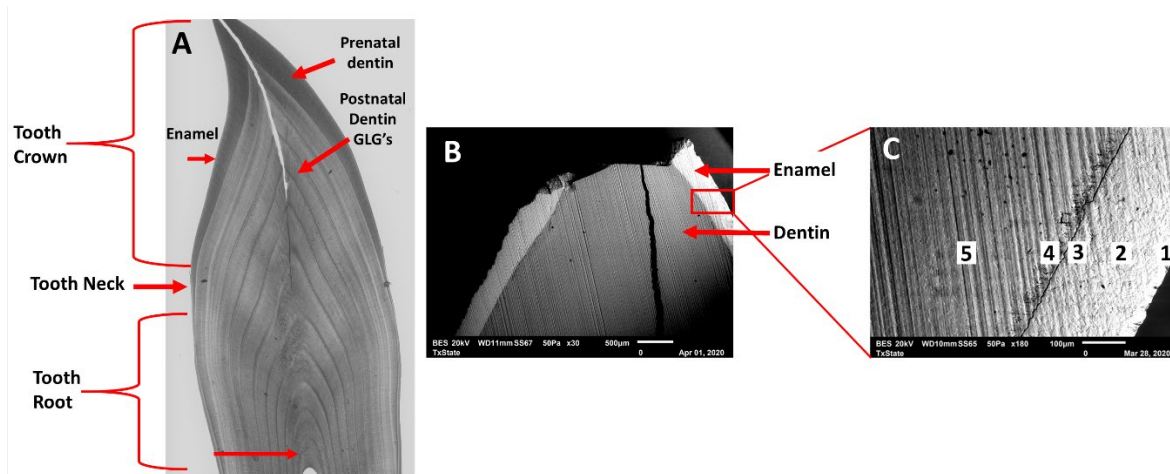 A
Prenatal
dentin
Postnatal
Dentin
GLG's
Enamel
Tooth
Crown
Tooth Neck
Tooth
Root
B
Enamel
Dentin
BES 20kV WD11mm SS67 50Pa x30 500µm
TxState 0 Apr 01, 2020
C
5 4 3 2 1
BES 20kV WD10mm SS65 50Pa x180 100µm
TxState 0 Mar 28, 2020